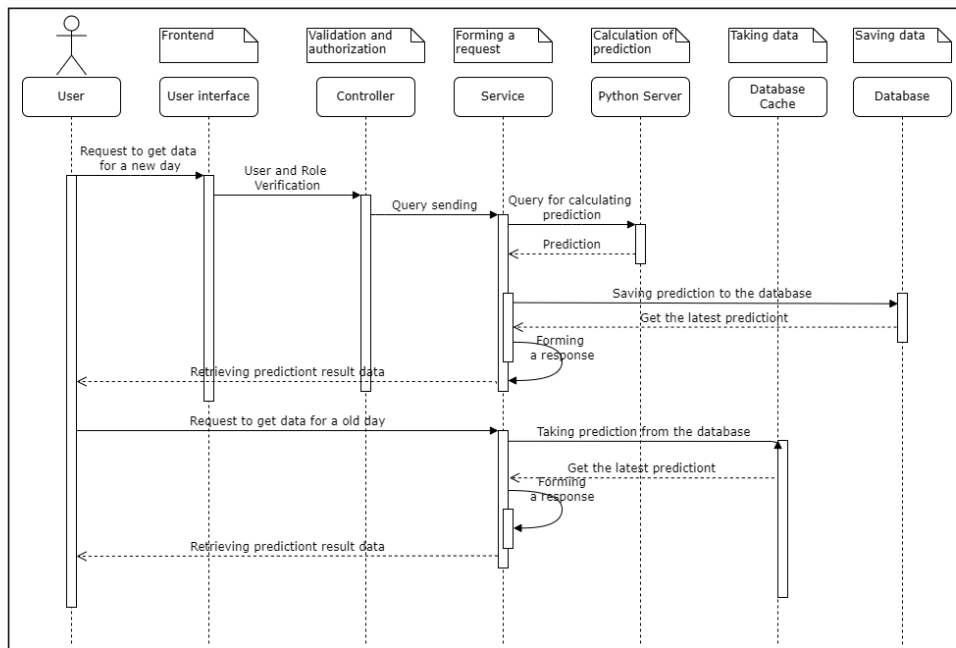 Frontend
Validation and
authorization
Forming a
request
Calculation of
prediction
Taking data
Saving data
User
User interface
Controller
Service
Python Server
Database
Cache
Database
Request to get data
for a new day
User and Role
Verification
Query sending
Query for calculating
prediction
Prediction
Saving prediction to the database
Get the latest predictiont
Forming
a response
Retrieving predictiont result data
Request to get data for a old day
Taking prediction from the database
Get the latest predictiont
Forming
a response
Retrieving predictiont result data